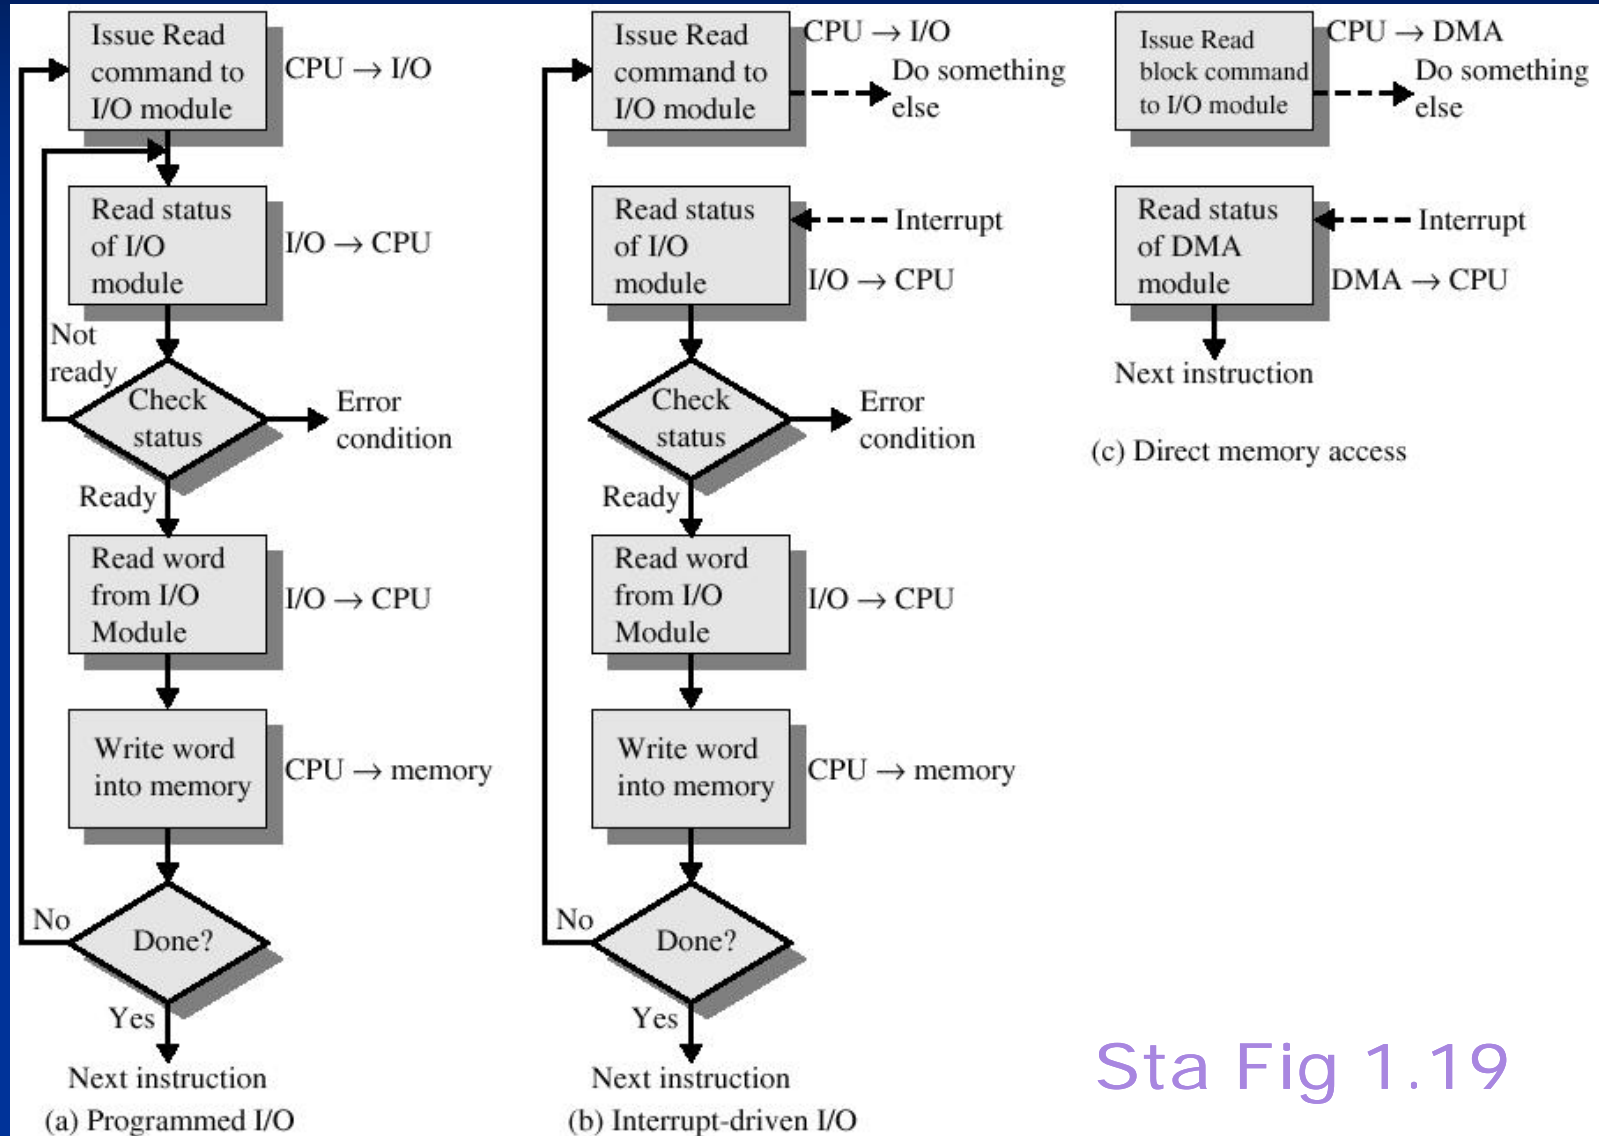 Issue Read
command to
I/O module
CPU → I/O
Read status
of I/O
module
I/O → CPU
Not
ready
Check
status
Error
condition
Ready
Read word
from I/O
Module
I/O → CPU
Write word
into memory
CPU → memory
No
Done?
Yes
Next instruction
(a) Programmed I/O
Issue Read
command to
I/O module
CPU → I/O
Do something
else
Read status
of I/O
module
Interrupt
I/O → CPU
Check
status
Error
condition
Ready
Read word
from I/O
Module
I/O → CPU
Write word
into memory
CPU → memory
No
Done?
Yes
Next instruction
(b) Interrupt-driven I/O
Issue Read
block command
to I/O module
CPU → DMA
Do something
else
Read status
of DMA
module
Interrupt
DMA → CPU
Next instruction
(c) Direct memory access
Sta Fig 1.19